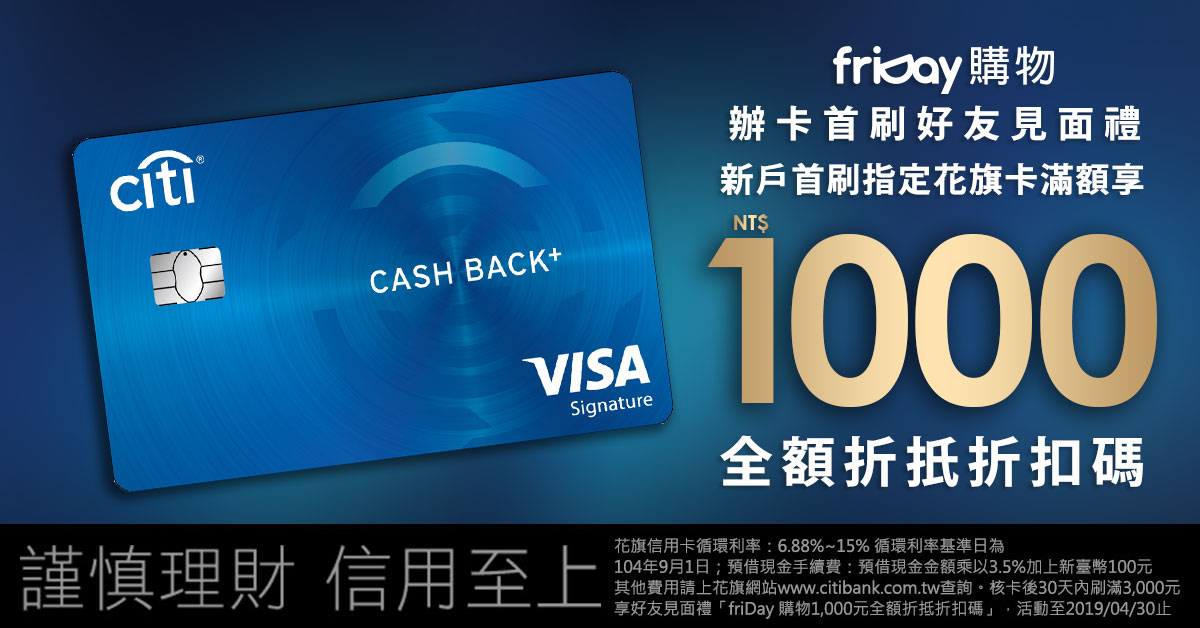 citi®
CASH BACK+
VISA
Signature
friDay購物
辦卡首刷好友見面禮
新戶首刷指定花旗卡滿額享
NT$
1000
全額折抵折扣碼
謹慎理財 信用至上
花旗信用卡循環利率：6.88%~15% 循環利率基準日為
104年9月1日；預借現金手續費：預借現金金額乘以3.5%加上新臺幣100元
其他費用請上花旗網站www.citibank.com.tw查詢。核卡後30天內刷滿3,000元
享好友見面禮「friDay 購物1,000元全額折抵折扣碼」，活動至2019/04/30止